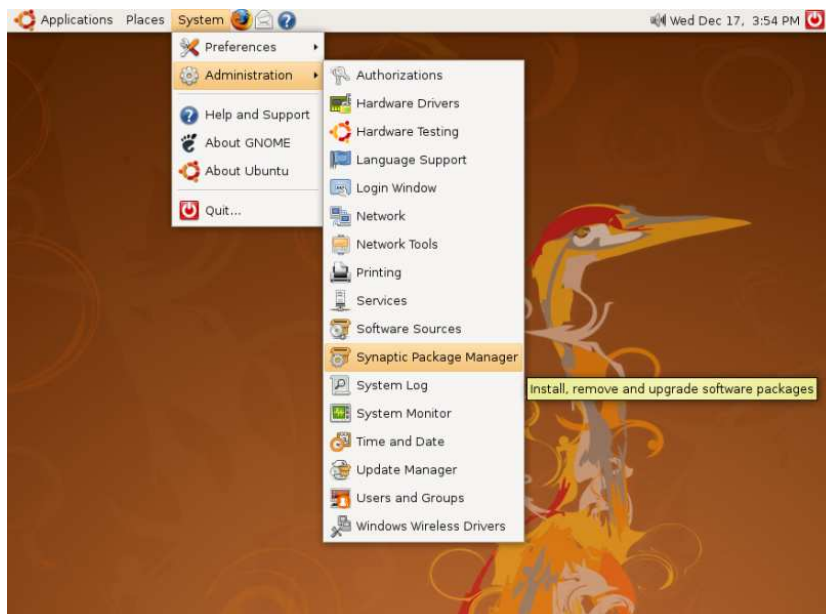 Applications Places System Wed Dec 17, 3:54 PM
Preferences
Administration
Help and Support
About GNOME
About Ubuntu
Quit...
Authorizations
Hardware Drivers
Hardware Testing
Language Support
Login Window
Network
Network Tools
Printing
Services
Software Sources
Synaptic Package Manager
System Log
System Monitor
Time and Date
Update Manager
Users and Groups
Windows Wireless Drivers
Install, remove and upgrade software packages